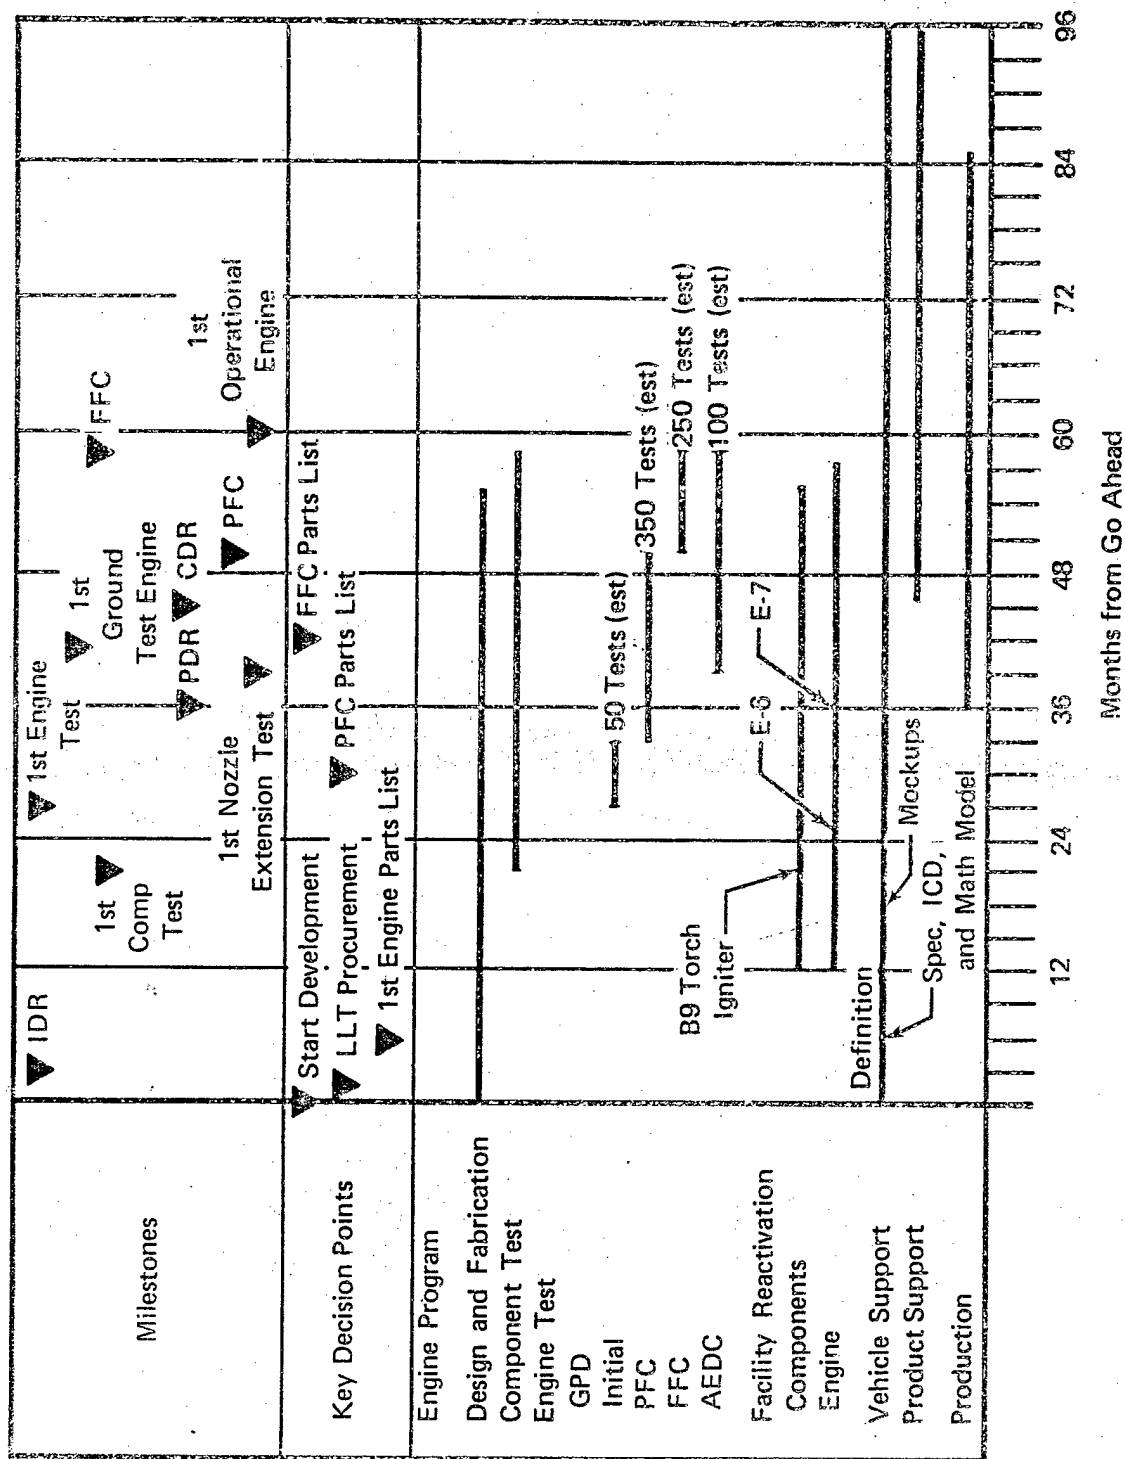 Milestones
IDR
1st
Comp
Test
1st Engine
Test
1st Nozzle
Extension Test
PDR
CDR
1st
Ground
Test Engine
PFC
FFC
1st
Operational
Engine
Key Decision Points
Start Development
LLT Procurement
1st Engine Parts List
PFC Parts List
FFC Parts List
Engine Program
Design and Fabrication
Component Test
Engine Test
GPD
Initial
50 Tests (est)
PFC
350 Tests (est)
FFC
250 Tests (est)
AEDC
100 Tests (est)
Facility Reactivation
Components
B9 Torch
Igniter
Engine
E-6
E-7
Vehicle Support
Definition
Spec, ICD,
and Math Model
Mockups
Product Support
Production
12
24
36
48
60
72
84
96
Months from Go Ahead